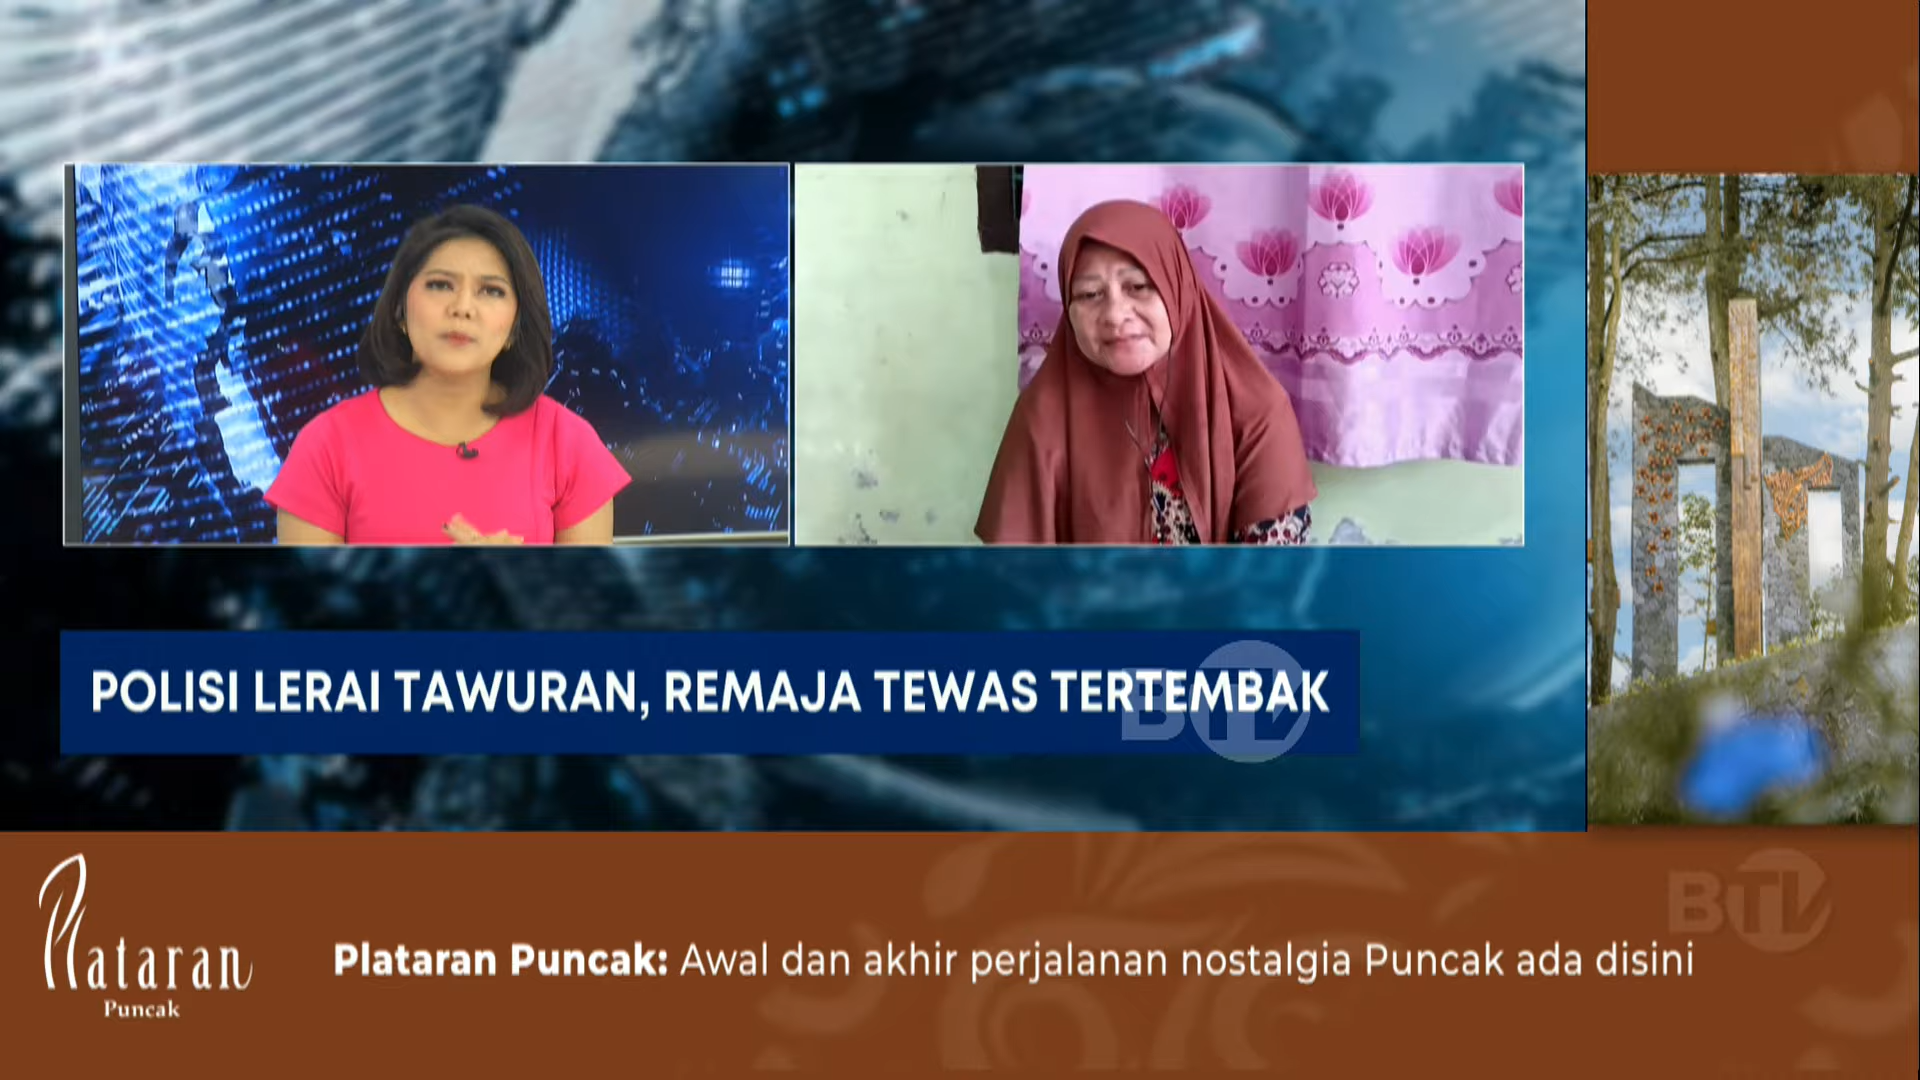 POLISI LERAI TAWURAN, REMAJA TEWAS TERTEMBAK
BTV
Plataran
Puncak
Plataran Puncak: Awal dan akhir perjalanan nostalgia Puncak ada disini
BTV